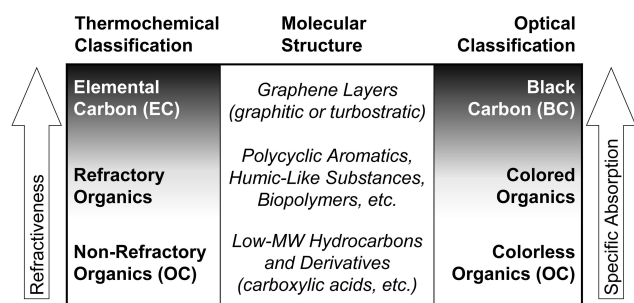 Thermochemical
Classification
Molecular
Structure
Optical
Classification
Refractiveness
Elemental
Carbon (EC)
Graphene Layers
(graphitic or turbostratic)
Black
Carbon (BC)
Refractory
Organics
Polycyclic Aromatics,
Humic-Like Substances,
Biopolymers, etc.
Colored
Organics
Non-Refractory
Organics (OC)
Low-MW Hydrocarbons
and Derivatives
(carboxylic acids, etc.)
Colorless
Organics (OC)
Specific Absorption